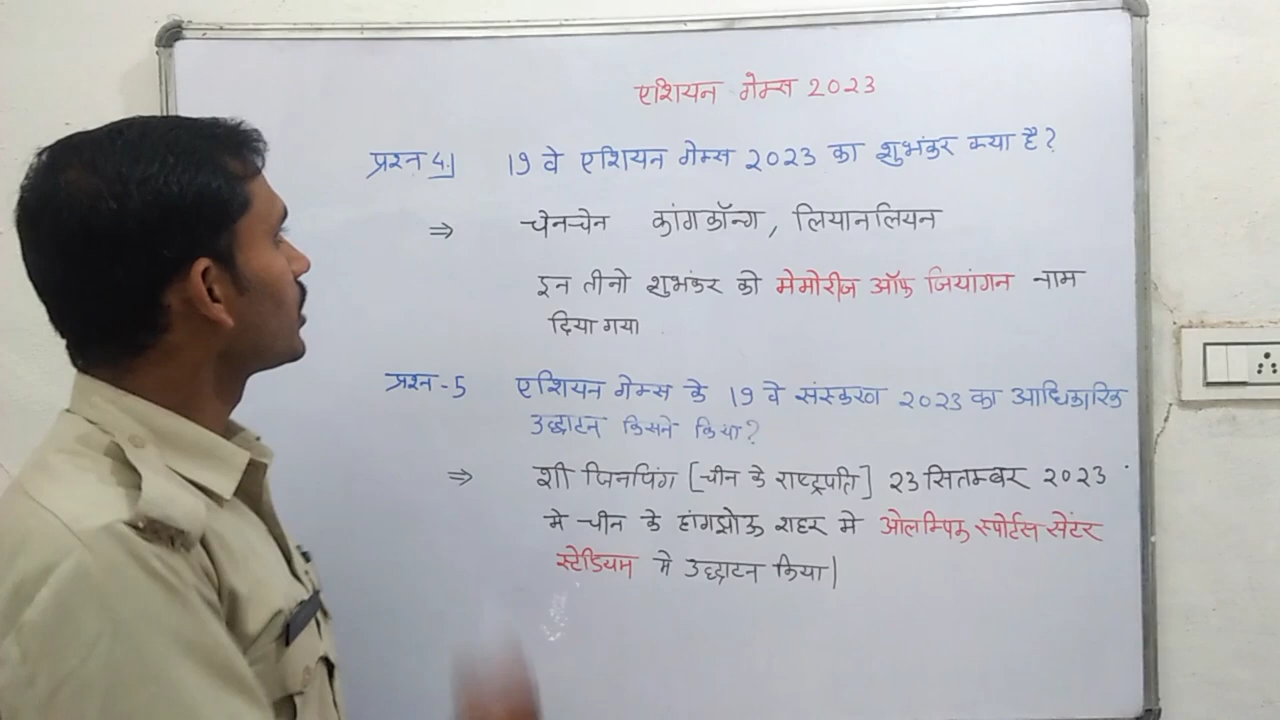 एशियन गेम्स 2023
प्रश्न 4.] 19 वे एशियन गेम्स 2023 का शुभंकर क्या है?
⇒ चेनचेन कांगकॉन्ग, लियानलियन
इन तीनो शुभंकर को मेमोरीज ऑफ जियांगन नाम
दिया गया
प्रश्न-5 एशियन गेम्स के 19 वे संस्करण 2023 का आधिकारिक
उद्घाटन किसने किया?
⇒ शी जिनपिंग [चीन के राष्ट्रपति] 23 सितम्बर 2023
मे चीन के हांगझोऊ शहर मे ओलम्पिक स्पोर्टस सेंटर
स्टेडियम मे उद्घाटन किया|